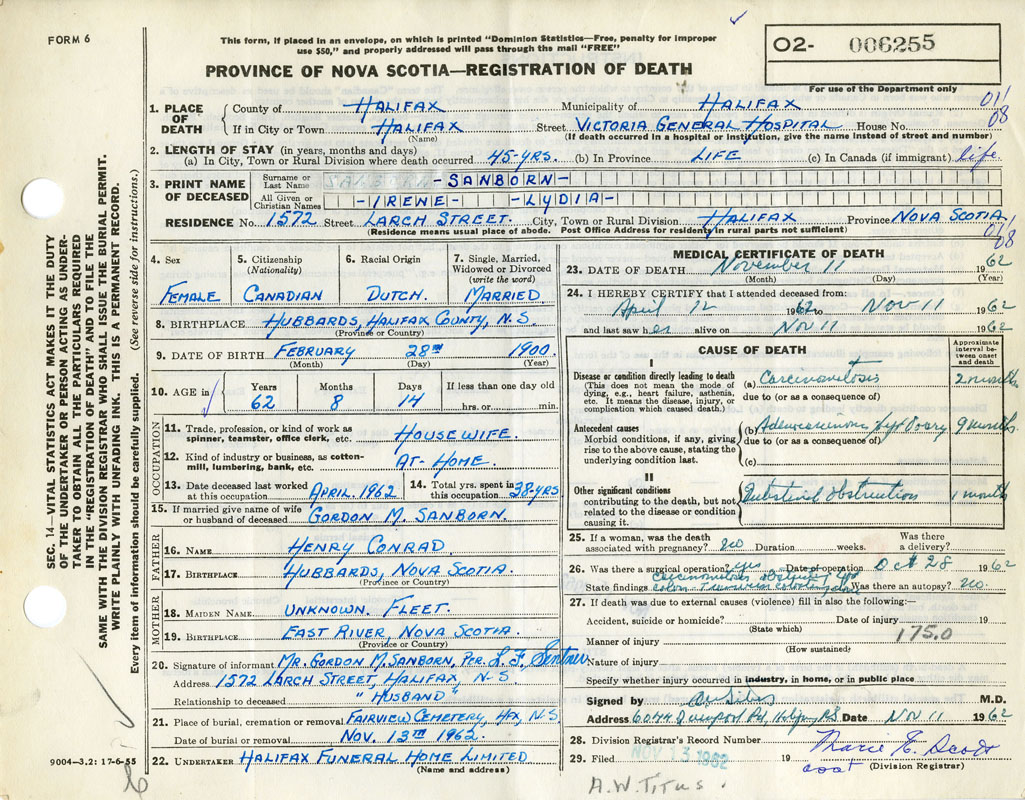 FORM 6
This form, if placed in an envelope, on which is printed "Dominion Statistics—Free, penalty for improper
use $50," and properly addressed will pass through the mail "FREE"
O2- 006255
For use of the Department only
PROVINCE OF NOVA SCOTIA—REGISTRATION OF DEATH
SEC. 14—VITAL STATISTICS ACT MAKES IT THE DUTY
OF THE UNDERTAKER OR PERSON ACTING AS UNDER-
TAKER TO OBTAIN ALL THE PARTICULARS REQUIRED
IN THE "REGISTRATION OF DEATH" AND TO FILE THE
SAME WITH THE DIVISION REGISTRAR WHO SHALL ISSUE THE BURIAL PERMIT.
WRITE PLAINLY WITH UNFADING INK. THIS IS A PERMANENT RECORD.
Every item of information should be carefully supplied. (See reverse side for instructions.)
1. PLACE OF DEATH { County of HALIFAX Municipality of HALIFAX 01/08
If in City or Town HALIFAX Street VICTORIA GENERAL HOSPITAL House No.
(Name) (If death occurred in a hospital or institution, give the name instead of street and number)
2. LENGTH OF STAY (in years, months and days)
(a) In City, Town or Rural Division where death occurred 45-YRS. (b) In Province LIFE (c) In Canada (if immigrant) life.
3. PRINT NAME OF DECEASED Surname or Last Name -SANBORN-
All Given or Christian Names -IRENE- -LYDIA-
RESIDENCE No. 1572 Street LARCH STREET. City, Town or Rural Division HALIFAX Province NOVA SCOTIA
(Residence means usual place of abode. Post Office Address for residents in rural parts not sufficient) 01/08
4. Sex FEMALE
5. Citizenship (Nationality) CANADIAN
6. Racial Origin DUTCH.
7. Single, Married, Widowed or Divorced (write the word) MARRIED
8. BIRTHPLACE HUBBARDS, HALIFAX COUNTY, N.S.
(Province or Country)
9. DATE OF BIRTH FEBRUARY 28TH 1900.
(Month) (Day) (Year)
10. AGE in Years 62 Months 8 Days 14 If less than one day old
hrs. or min.
OCCUPATION
11. Trade, profession, or kind of work as spinner, teamster, office clerk, etc. HOUSEWIFE.
12. Kind of industry or business, as cotton-mill, lumbering, bank, etc. AT-HOME.
13. Date deceased last worked at this occupation APRIL. 1962 14. Total yrs. spent in this occupation 38-YRS
15. If married give name of wife or husband of deceased GORDON M. SANBORN.
FATHER
16. NAME HENRY CONRAD.
17. BIRTHPLACE HUBBARDS, NOVA SCOTIA.
(Province or Country)
MOTHER
18. MAIDEN NAME UNKNOWN. FLEET.
19. BIRTHPLACE EAST RIVER, NOVA SCOTIA.
(Province or Country)
20. Signature of informant MR. GORDON M. SANBORN, PER. L. F.
Address 1572 LARCH STREET, HALIFAX, N-S
Relationship to deceased "HUSBAND"
21. Place of burial, cremation or removal FAIRVIEW CEMETERY, HFX, N-S
Date of burial or removal NOV. 13TH 1962.
22. UNDERTAKER HALIFAX FUNERAL HOME LIMITED
(Name and address)
9004—3.2: 17-6-55
MEDICAL CERTIFICATE OF DEATH
23. DATE OF DEATH November 11 1962
(Month) (Day) (Year)
24. I HEREBY CERTIFY that I attended deceased from:
April 12 1962 to Nov 11 1962
and last saw her alive on Nov 11 1962
CAUSE OF DEATH
Approximate interval between onset and death
I
Disease or condition directly leading to death (a) Carcinomatosis 2 months
(This does not mean the mode of dying, e.g., heart failure, asthenia, etc. It means the disease, injury, or complication which caused death.)
due to (or as a consequence of)
Antecedent causes (b) Adenocarcinoma left Ovary 9 months.
Morbid conditions, if any, giving rise to the above cause, stating the underlying condition last.
due to (or as a consequence of)
(c)
II
Other significant conditions Intestinal obstruction 1 month
contributing to the death, but not related to the disease or condition causing it.
25. If a woman, was the death associated with pregnancy? no Duration weeks. Was there a delivery?
26. Was there a surgical operation? yes Date of operation Oct 28 1962
State findings Carcinomatosis Was there an autopsy? no.
27. If death was due to external causes (violence) fill in also the following:—
Accident, suicide or homicide? Date of injury 19
(State which)
Manner of injury 175.0
(How sustained)
Nature of injury
Specify whether injury occurred in industry, in home, or in public place
Signed by M.D.
Address 6044 Date Nov 11 1962
28. Division Registrar's Record Number
29. Filed NOV 13 1962 19 Marie E. Scott
(Division Registrar)
A.W. Titus.